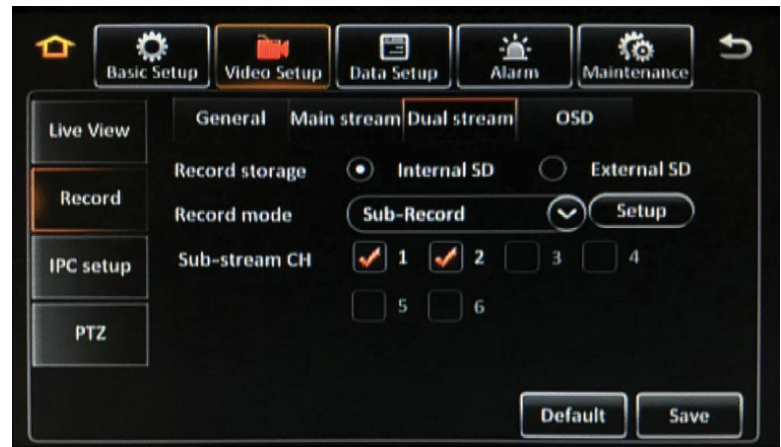 Basic Setup Video Setup Data Setup Alarm Maintenance
General Main stream Dual stream OSD
Live View
Record storage Internal SD External SD
Record
Record mode Sub-Record Setup
IPC setup
Sub-stream CH 1 2 3 4
5 6
PTZ
Default Save